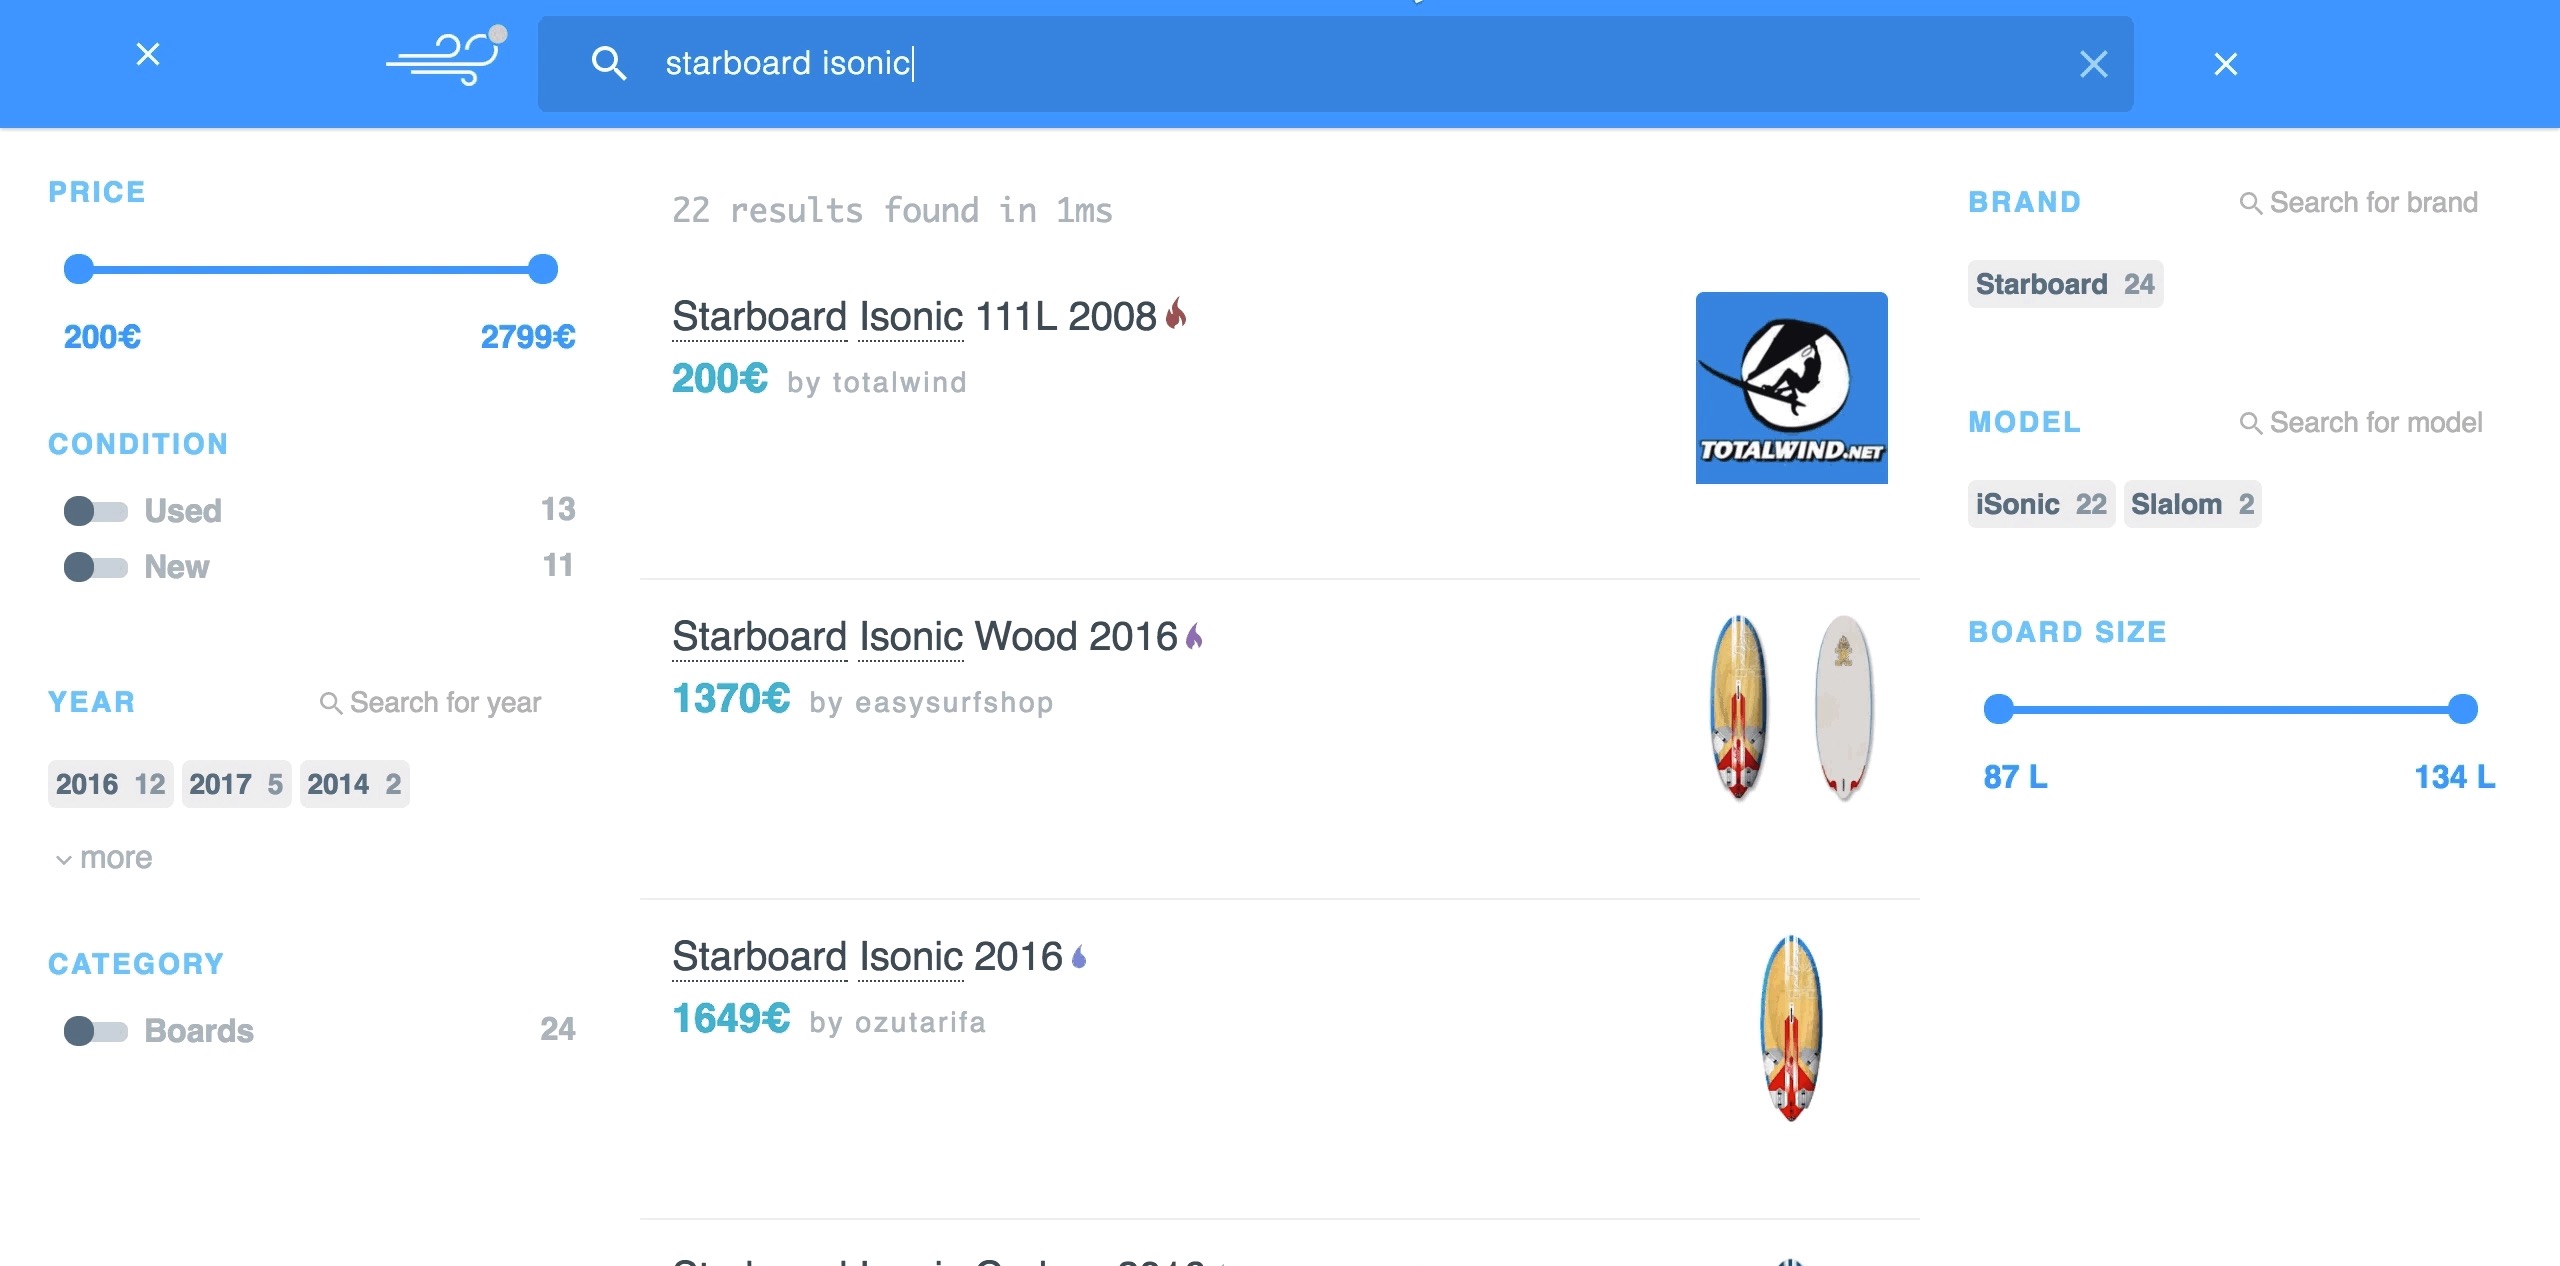 starboard isonic
PRICE
200€ 2799€
CONDITION
Used 13
New 11
YEAR Search for year
2016 12 2017 5 2014 2
more
CATEGORY
Boards 24
22 results found in 1ms
Starboard Isonic 111L 2008
200€ by totalwind
TOTALWIND.NET
Starboard Isonic Wood 2016
1370€ by easysurfshop
Starboard Isonic 2016
1649€ by ozutarifa
BRAND Search for brand
Starboard 24
MODEL Search for model
iSonic 22 Slalom 2
BOARD SIZE
87 L 134 L